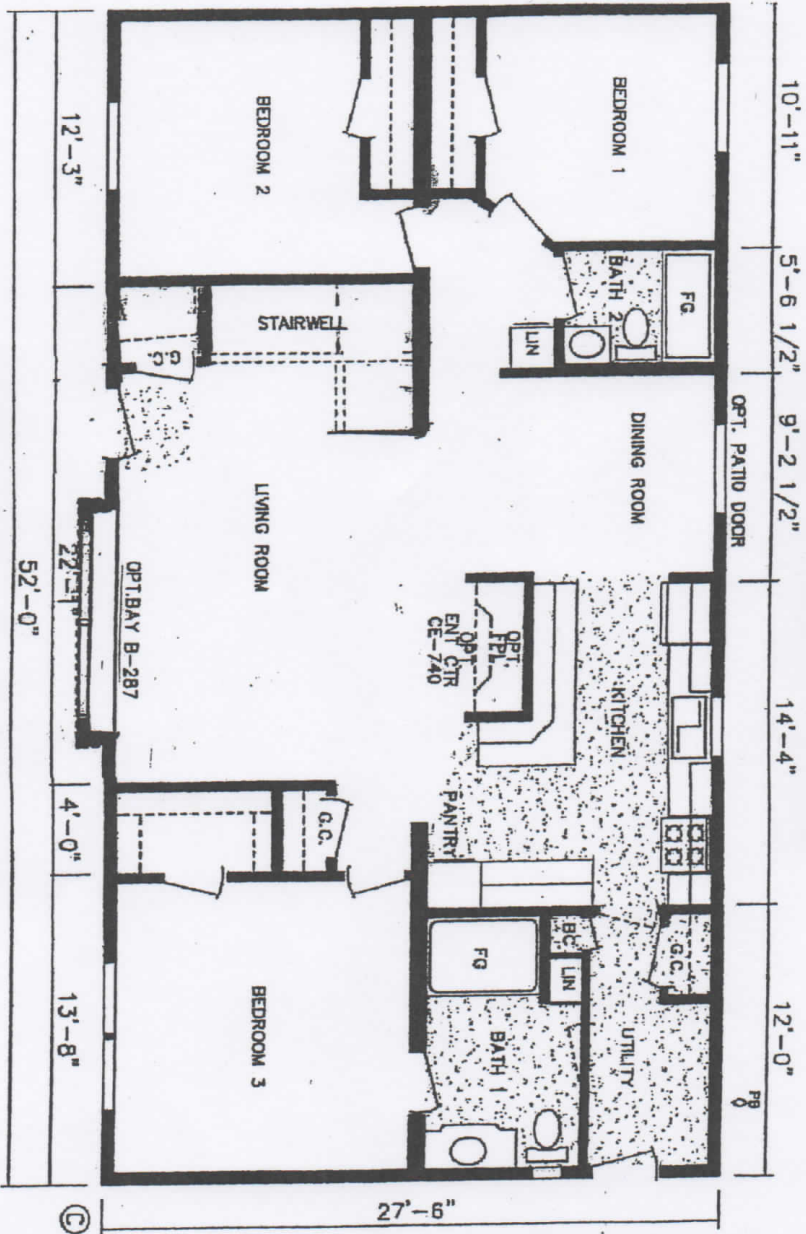 10'-11"
5'-6 1/2"
9'-2 1/2"
14'-4"
12'-0"
OPT. PATIO DOOR
PB
BEDROOM 1
BATH 2
FG.
LIN
DINING ROOM
KITCHEN
G.C.
UTILITY
BEDROOM 2
STAIRWELL
G.C.
LIVING ROOM
OPT.
FPL
OPT.
ENT CTR
CE-740
PANTRY
BC
LIN
FG
BATH 1
G.C.
BEDROOM 3
OPT.BAY B-287
12'-3"
22'-1"
4'-0"
13'-8"
52'-0"
27'-6"
©